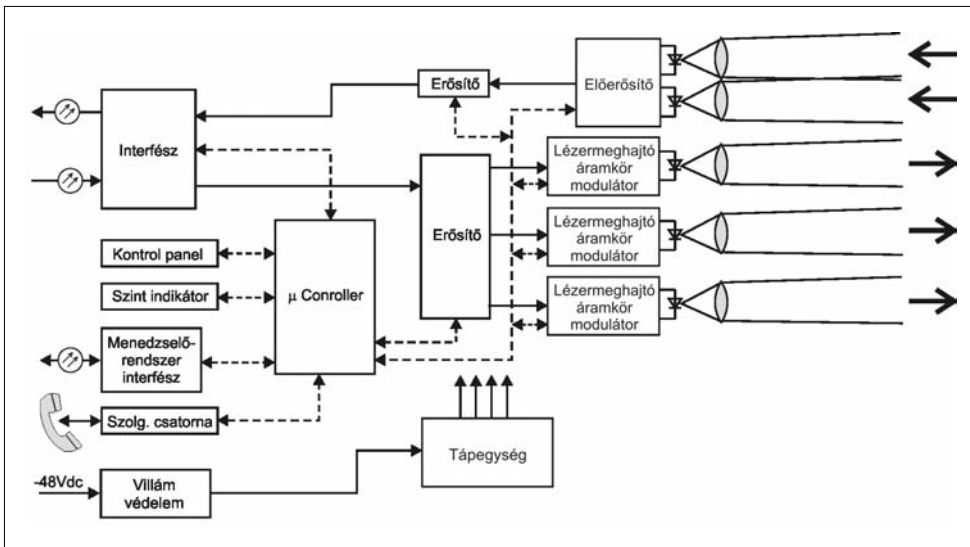 Interfész
Erősítő
Előerősítő
Lézermeghajtó
áramkör
modulátor
Erősítő
Lézermeghajtó
áramkör
modulátor
Lézermeghajtó
áramkör
modulátor
Kontrol panel
Szint indikátor
Menedzselő-
rendszer
interfész
Szolg. csatorna
μ Conroller
-48Vdc
Villám
védelem
Tápegység